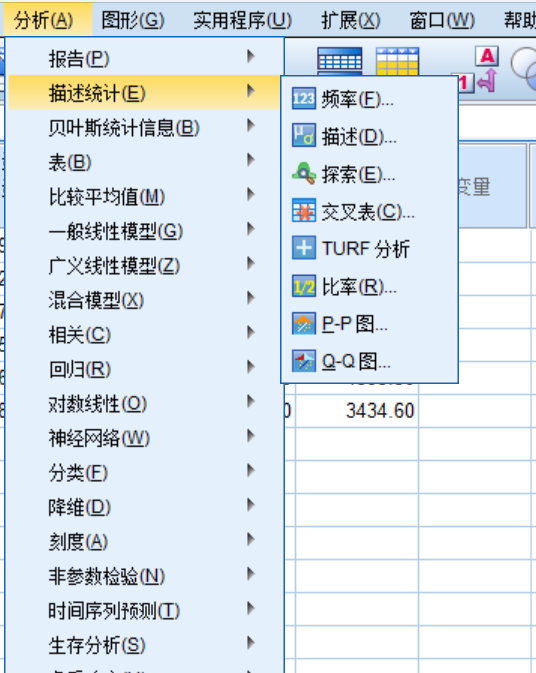 分析(A) 图形(G) 实用程序(U) 扩展(X) 窗口(W) 帮助
报告(P)
描述统计(E)
贝叶斯统计信息(B)
表(B)
比较平均值(M)
一般线性模型(G)
广义线性模型(Z)
混合模型(X)
相关(C)
回归(R)
对数线性(O)
神经网络(W)
分类(F)
降维(D)
刻度(A)
非参数检验(N)
时间序列预测(T)
生存分析(S)
频率(F)...
描述(D)...
探索(E)...
交叉表(C)...
TURF 分析
比率(R)...
P-P 图...
Q-Q 图...
变量
3434.60